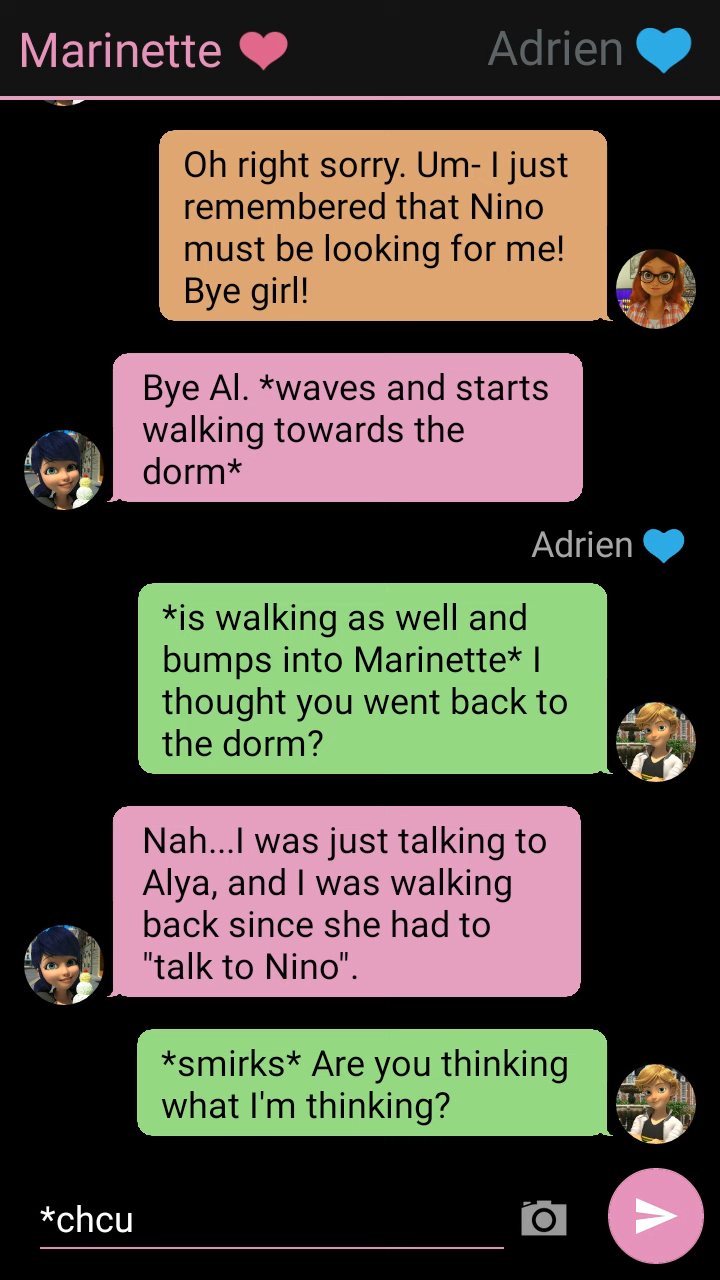 Marinette
Adrien
Oh right sorry. Um- I just
remembered that Nino
must be looking for me!
Bye girl!
Bye Al. *waves and starts
walking towards the
dorm*
Adrien
*is walking as well and
bumps into Marinette* I
thought you went back to
the dorm?
Nah...I was just talking to
Alya, and I was walking
back since she had to
"talk to Nino".
*smirks* Are you thinking
what I'm thinking?
*chcu